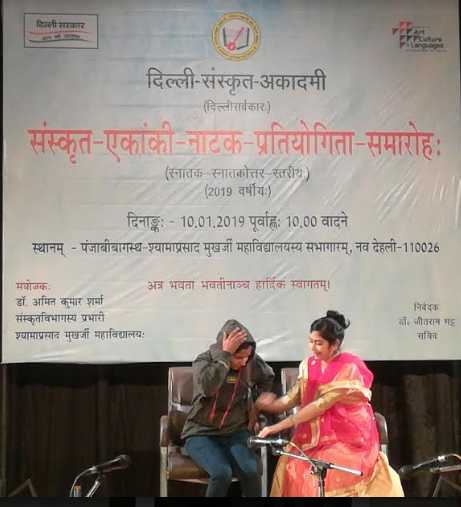 दिल्ली सरकार
Art
Culture
Languages
दिल्ली-संस्कृत-अकादमी
(दिल्लीसर्वकारः)
संस्कृत-एकांकी-नाटक-प्रतियोगिता-समारोहः
(स्नातक-स्नातकोत्तर-स्तरीय)
(2019 वर्षीयः)
दिनाङ्कः - 10.01.2019 पूर्वाह्णः 10.00 वादने
स्थानम् - पंजाबीबागस्थ-श्यामाप्रसाद मुखर्जी महाविद्यालयस्य सभागारम्, नव देहली-110026
अत्र भवतां भवतीनाञ्च हार्दिकं स्वागतम्।
संयोजकः
डॉ. अमित कुमार शर्मा
संस्कृतविभागस्य प्रभारी
श्यामाप्रसाद मुखर्जी महाविद्यालयः
निवेदक
डॉ. जीतराम भट्ट
सचिव